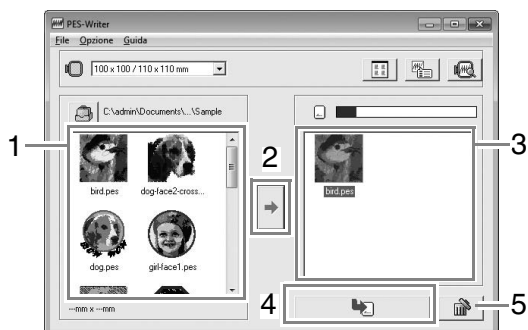 PES-Writer
File Opzione Guida
100 x 100 / 110 x 110 mm
C:\admin\Documents\...\Sample
1
2
3
bird.pes
dog-face2-cross...
bird.pes
dog.pes
girl-face1.pes
4
5
---mm x ---mm